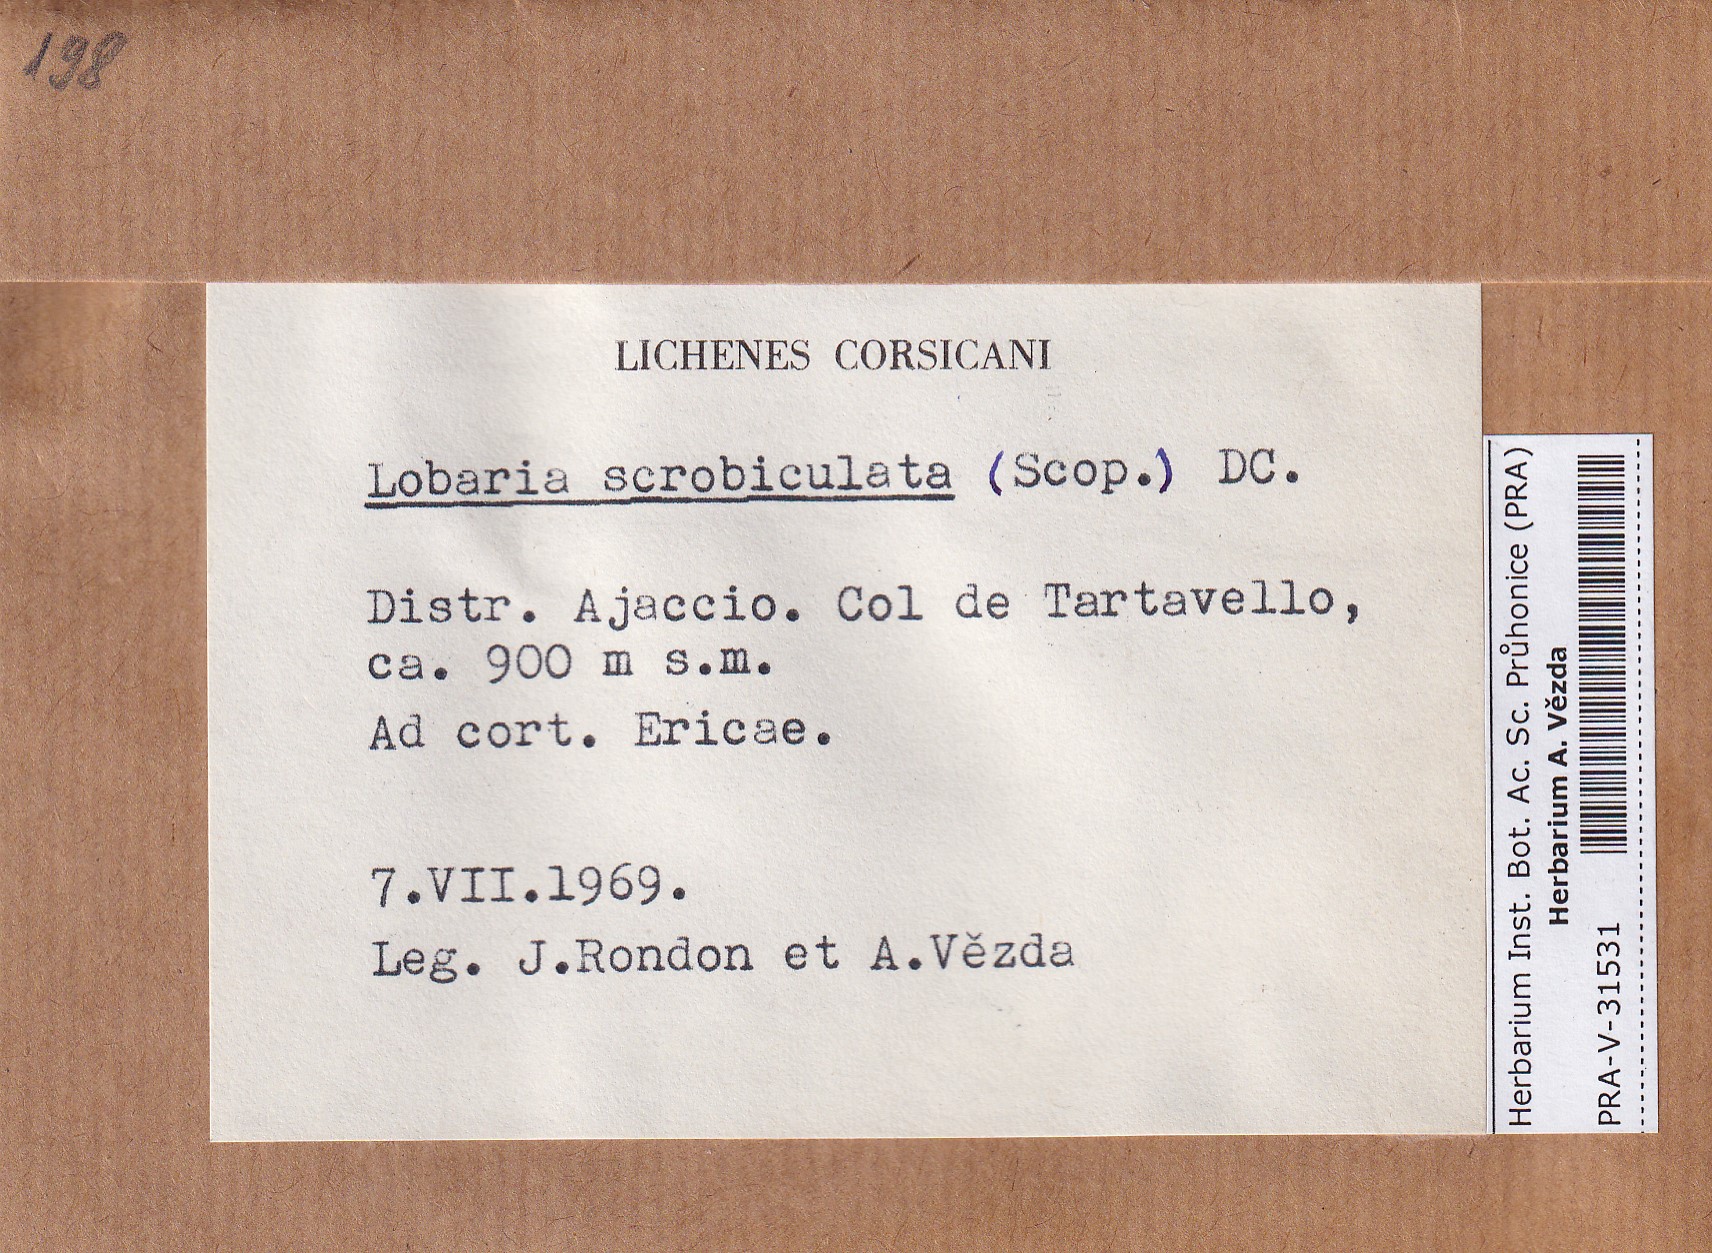 198
LICHENES CORSICANI
Lobaria scrobiculata (Scop.) DC.
Distr. Ajaccio. Col de Tartavello,
ca. 900 m s.m.
Ad cort. Ericae.
7.VII.1969.
Leg. J.Rondon et A.Vězda
Herbarium Inst. Bot. Ac. Sc. Průhonice (PRA)
Herbarium A. Vězda
PRA-V-31531